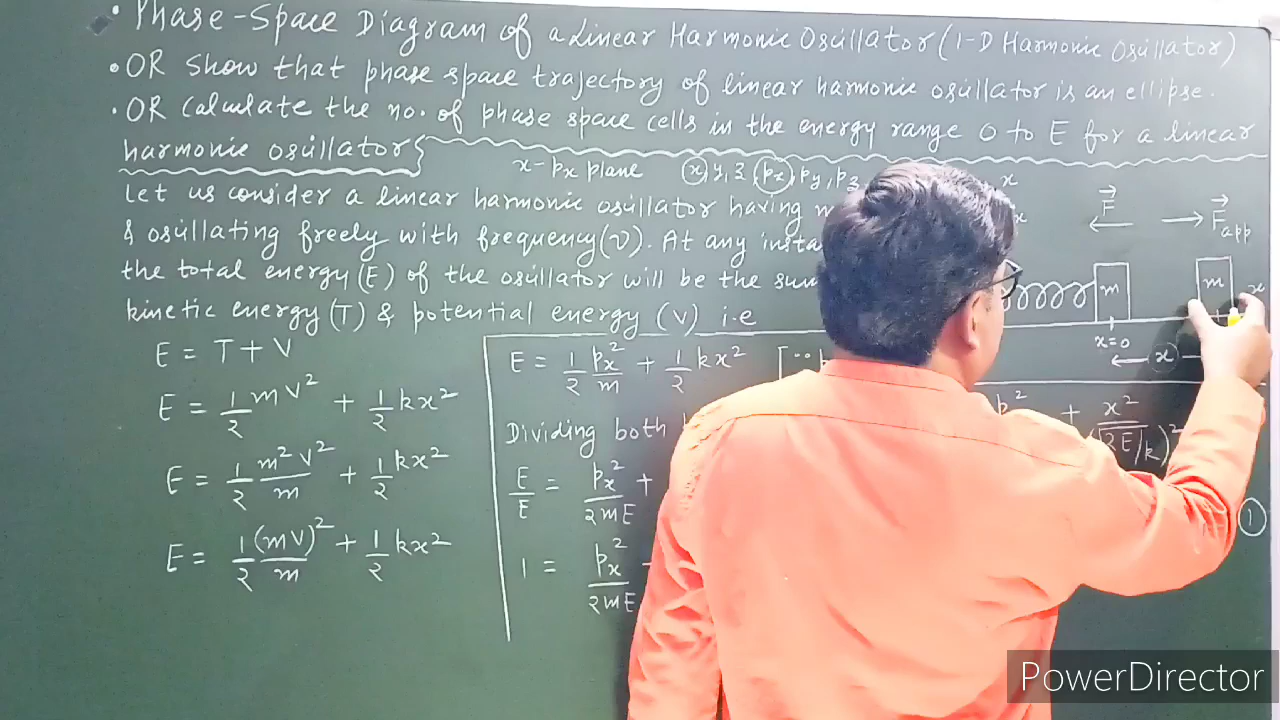 • Phase-Space Diagram of a Linear Harmonic Oscillator (1-D Harmonic Oscillator)
• OR Show that phase space trajectory of linear harmonic oscillator is an ellipse.
• OR Calculate the no. of phase space cells in the energy range 0 to E for a linear
harmonic oscillator
x-px plane x, y, z, px, py, pz
Let us consider a linear harmonic oscillator having
& oscillating freely with frequency(ν). At any
the total energy (E) of the oscillator will be the
kinetic energy (T) & potential energy (V) i.e
E = T + V
E = 1/2 mv² + 1/2 kx²
E = 1/2 m²v²/m + 1/2 kx²
E = 1/2 (mv)²/m + 1/2 kx²
E = 1/2 px²/m + 1/2 kx² [∵
Dividing both
E/E = px²/2mE +
1 = px²/2mE
x
x
F⃗ F⃗app
m m x
x=0
x
+ x²/(√2E/k)²
1
PowerDirector